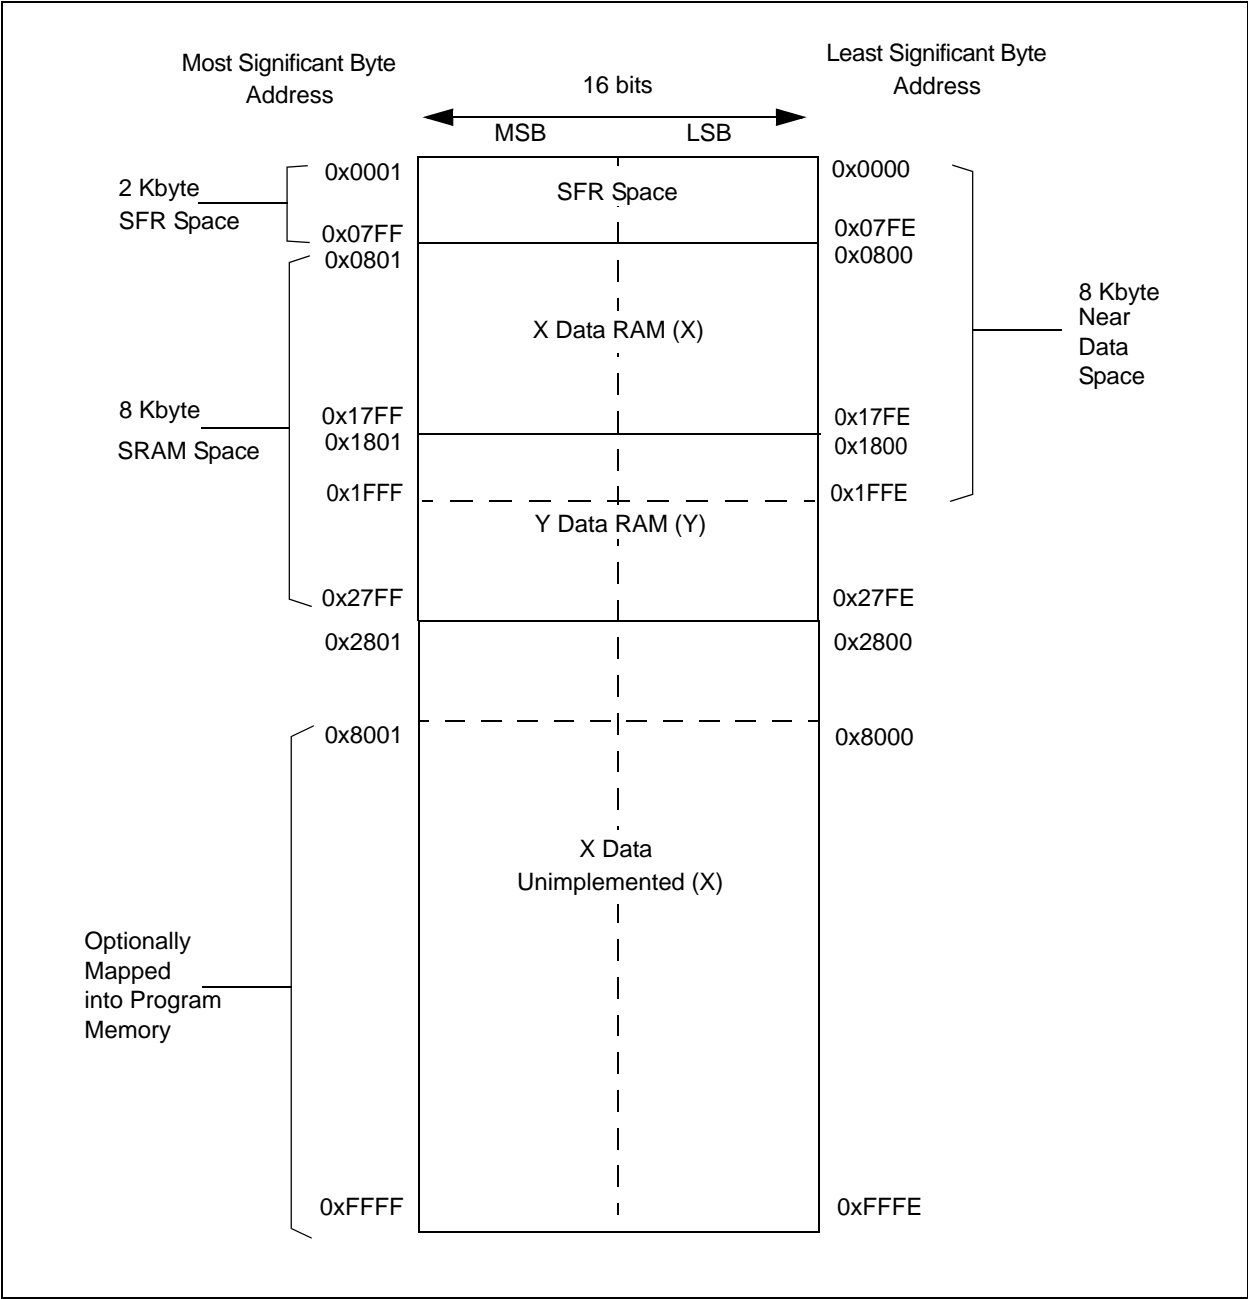 Most Significant Byte
Address
16 bits
Least Significant Byte
Address
MSB
LSB
2 Kbyte
SFR Space
0x0001
SFR Space
0x0000
0x07FF
0x07FE
0x0801
0x0800
X Data RAM (X)
8 Kbyte
Near
Data
Space
8 Kbyte
SRAM Space
0x17FF
0x17FE
0x1801
0x1800
0x1FFF
0x1FFE
Y Data RAM (Y)
0x27FF
0x27FE
0x2801
0x2800
0x8001
0x8000
X Data
Unimplemented (X)
Optionally
Mapped
into Program
Memory
0xFFFF
0xFFFE